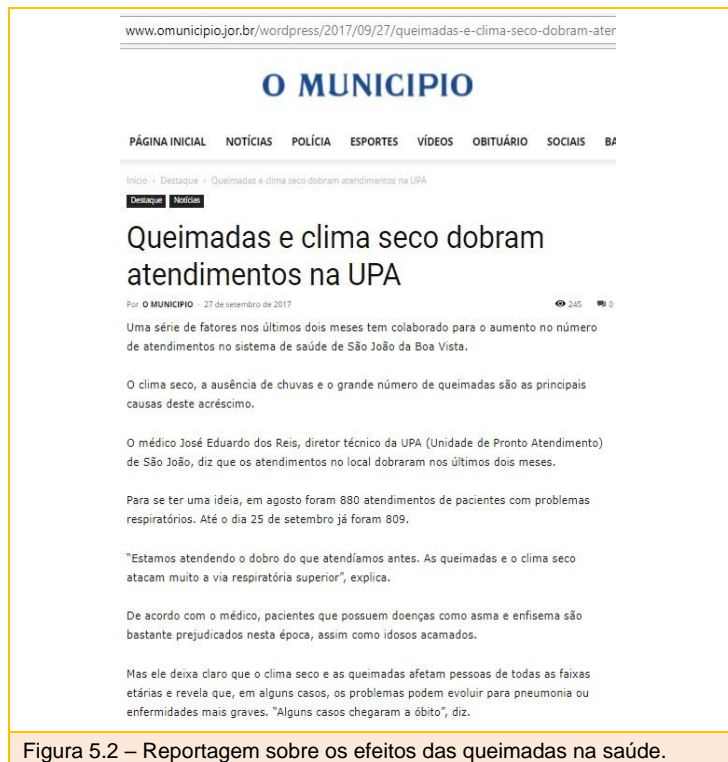 www.omunicipio.jor.br/wordpress/2017/09/27/queimadas-e-clima-seco-dobram-ater
O MUNICIPIO
PÁGINA INICIAL NOTÍCIAS POLÍCIA ESPORTES VÍDEOS OBITUÁRIO SOCIAIS BA
Início › Destaque › Queimadas e clima seco dobram atendimentos na UPA
Destaque Notícias
Queimadas e clima seco dobram
atendimentos na UPA
Por O MUNICIPIO - 27 de setembro de 2017 245 0
Uma série de fatores nos últimos dois meses tem colaborado para o aumento no número
de atendimentos no sistema de saúde de São João da Boa Vista.
O clima seco, a ausência de chuvas e o grande número de queimadas são as principais
causas deste acréscimo.
O médico José Eduardo dos Reis, diretor técnico da UPA (Unidade de Pronto Atendimento)
de São João, diz que os atendimentos no local dobraram nos últimos dois meses.
Para se ter uma ideia, em agosto foram 880 atendimentos de pacientes com problemas
respiratórios. Até o dia 25 de setembro já foram 809.
“Estamos atendendo o dobro do que atendíamos antes. As queimadas e o clima seco
atacam muito a via respiratória superior”, explica.
De acordo com o médico, pacientes que possuem doenças como asma e enfisema são
bastante prejudicados nesta época, assim como idosos acamados.
Mas ele deixa claro que o clima seco e as queimadas afetam pessoas de todas as faixas
etárias e revela que, em alguns casos, os problemas podem evoluir para pneumonia ou
enfermidades mais graves. “Alguns casos chegaram a óbito”, diz.
Figura 5.2 – Reportagem sobre os efeitos das queimadas na saúde.